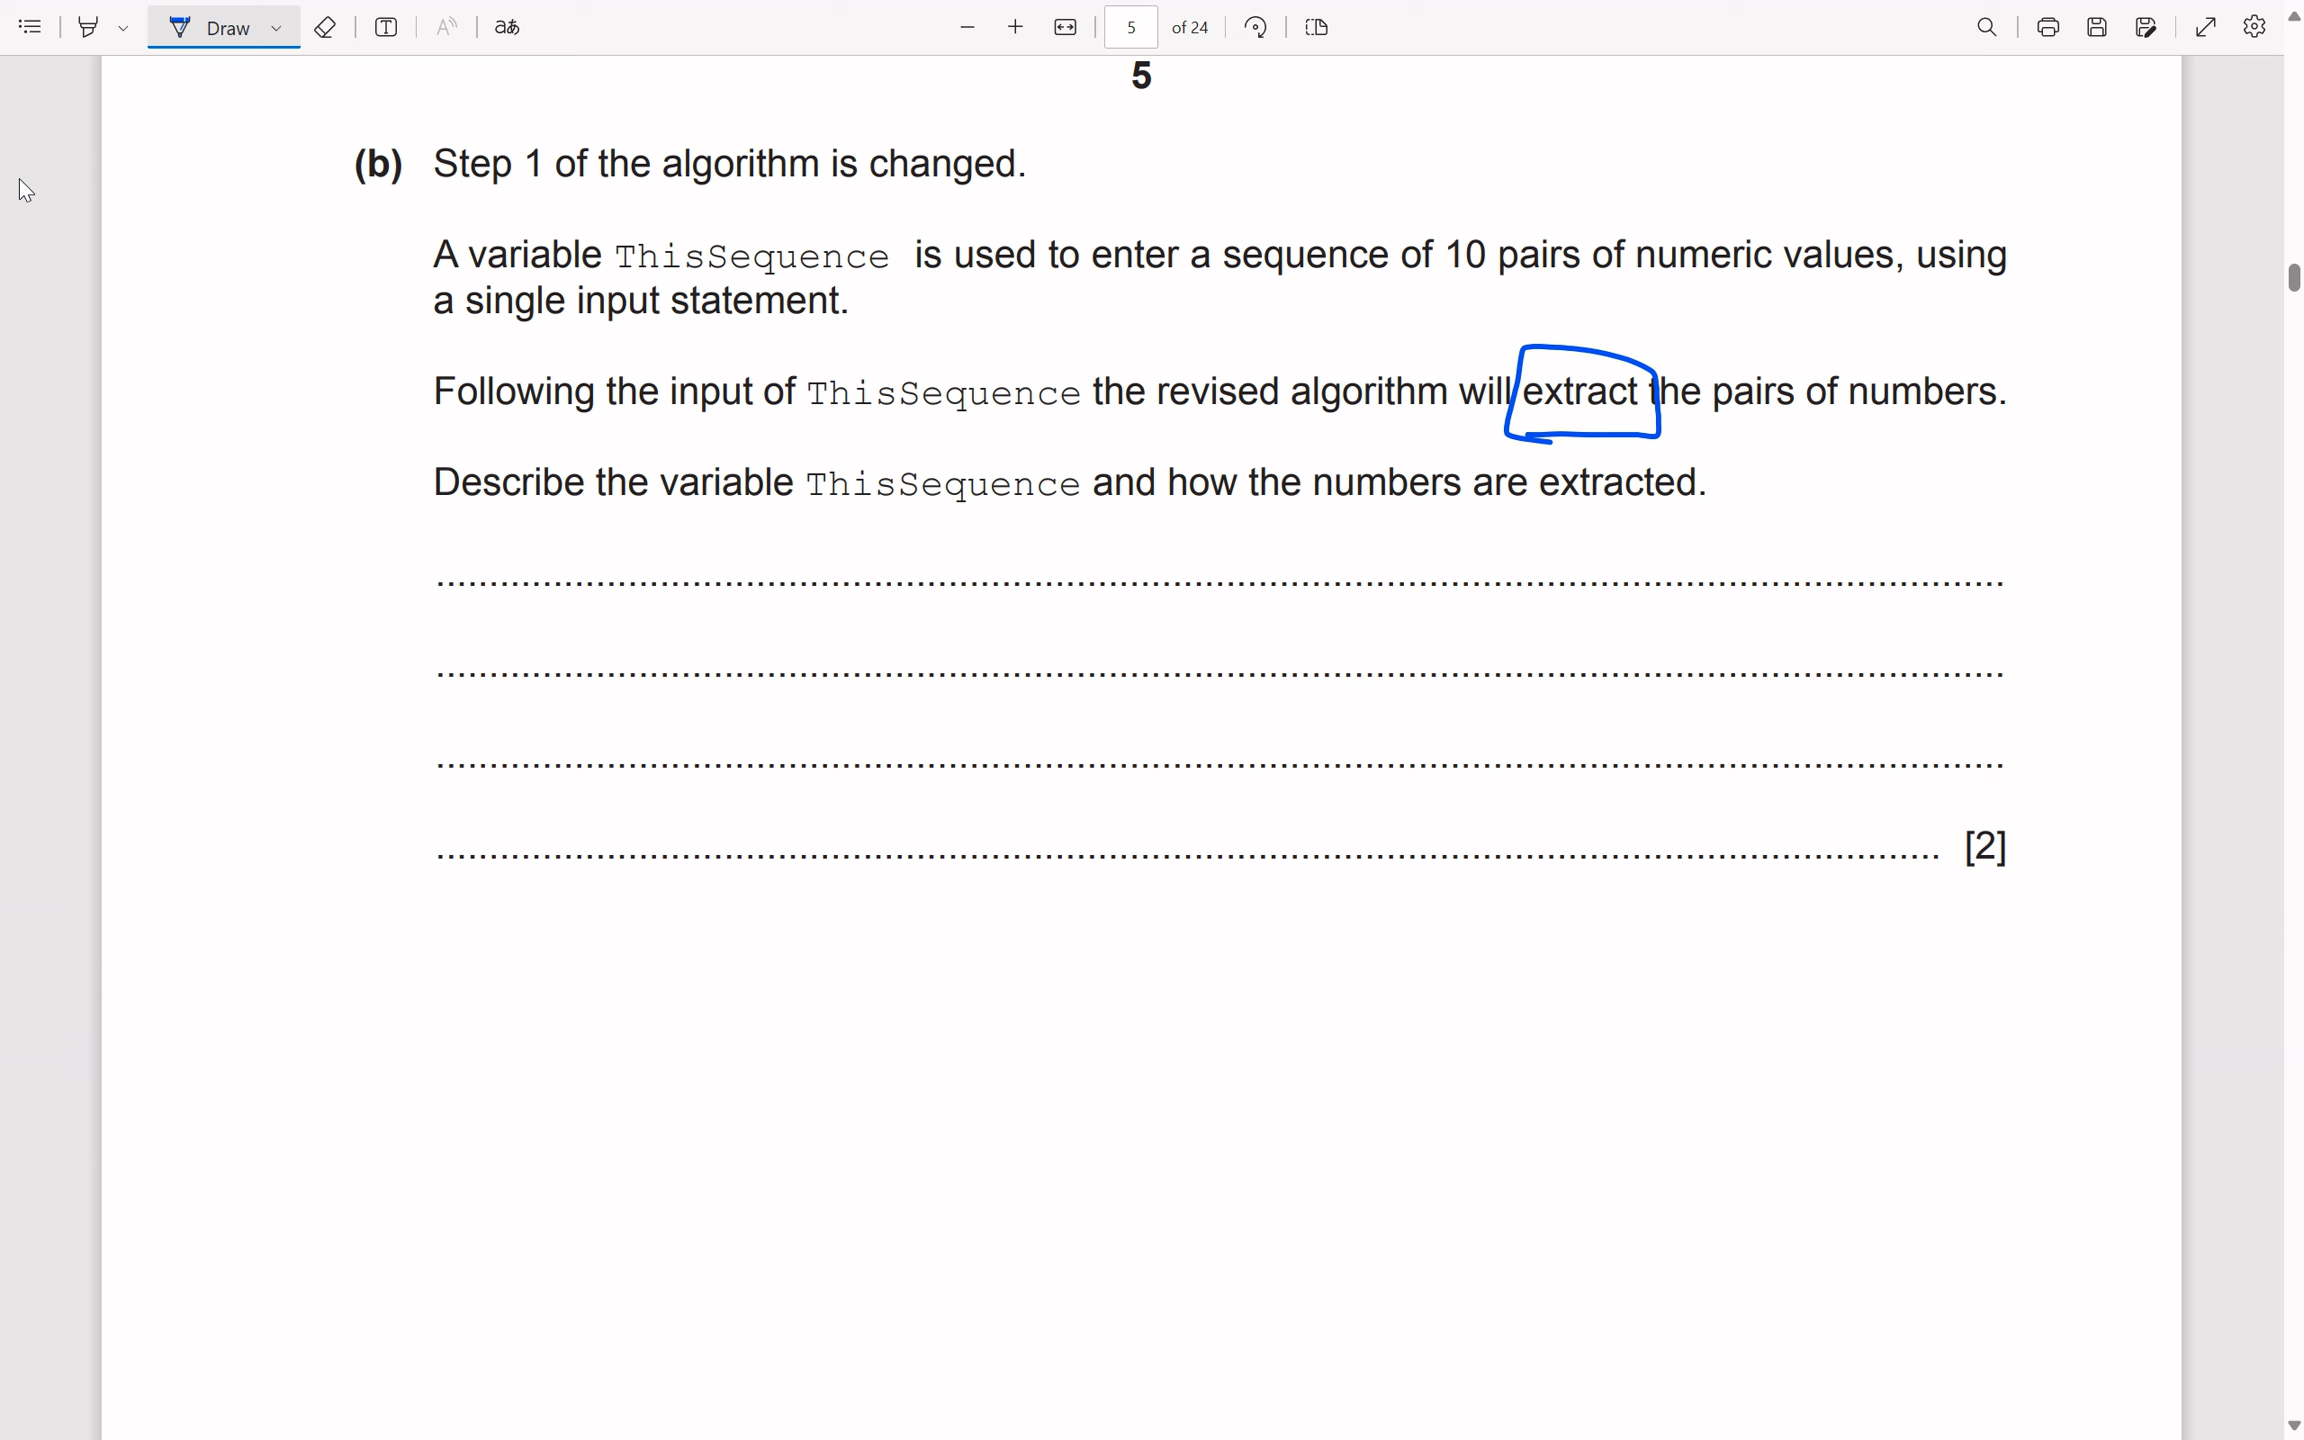 Draw
5
of 24
aあ
5
(b) Step 1 of the algorithm is changed.
A variable ThisSequence is used to enter a sequence of 10 pairs of numeric values, using
a single input statement.
Following the input of ThisSequence the revised algorithm will extract the pairs of numbers.
Describe the variable ThisSequence and how the numbers are extracted.
[2]